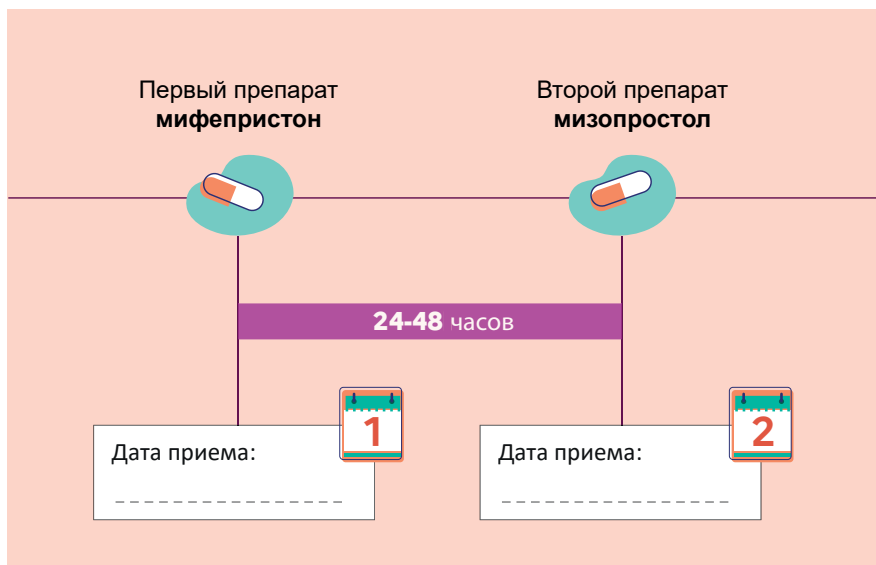 Первый препарат
мифепристон
Второй препарат
мизопростол
24-48 часов
1
Дата приема:
2
Дата приема: